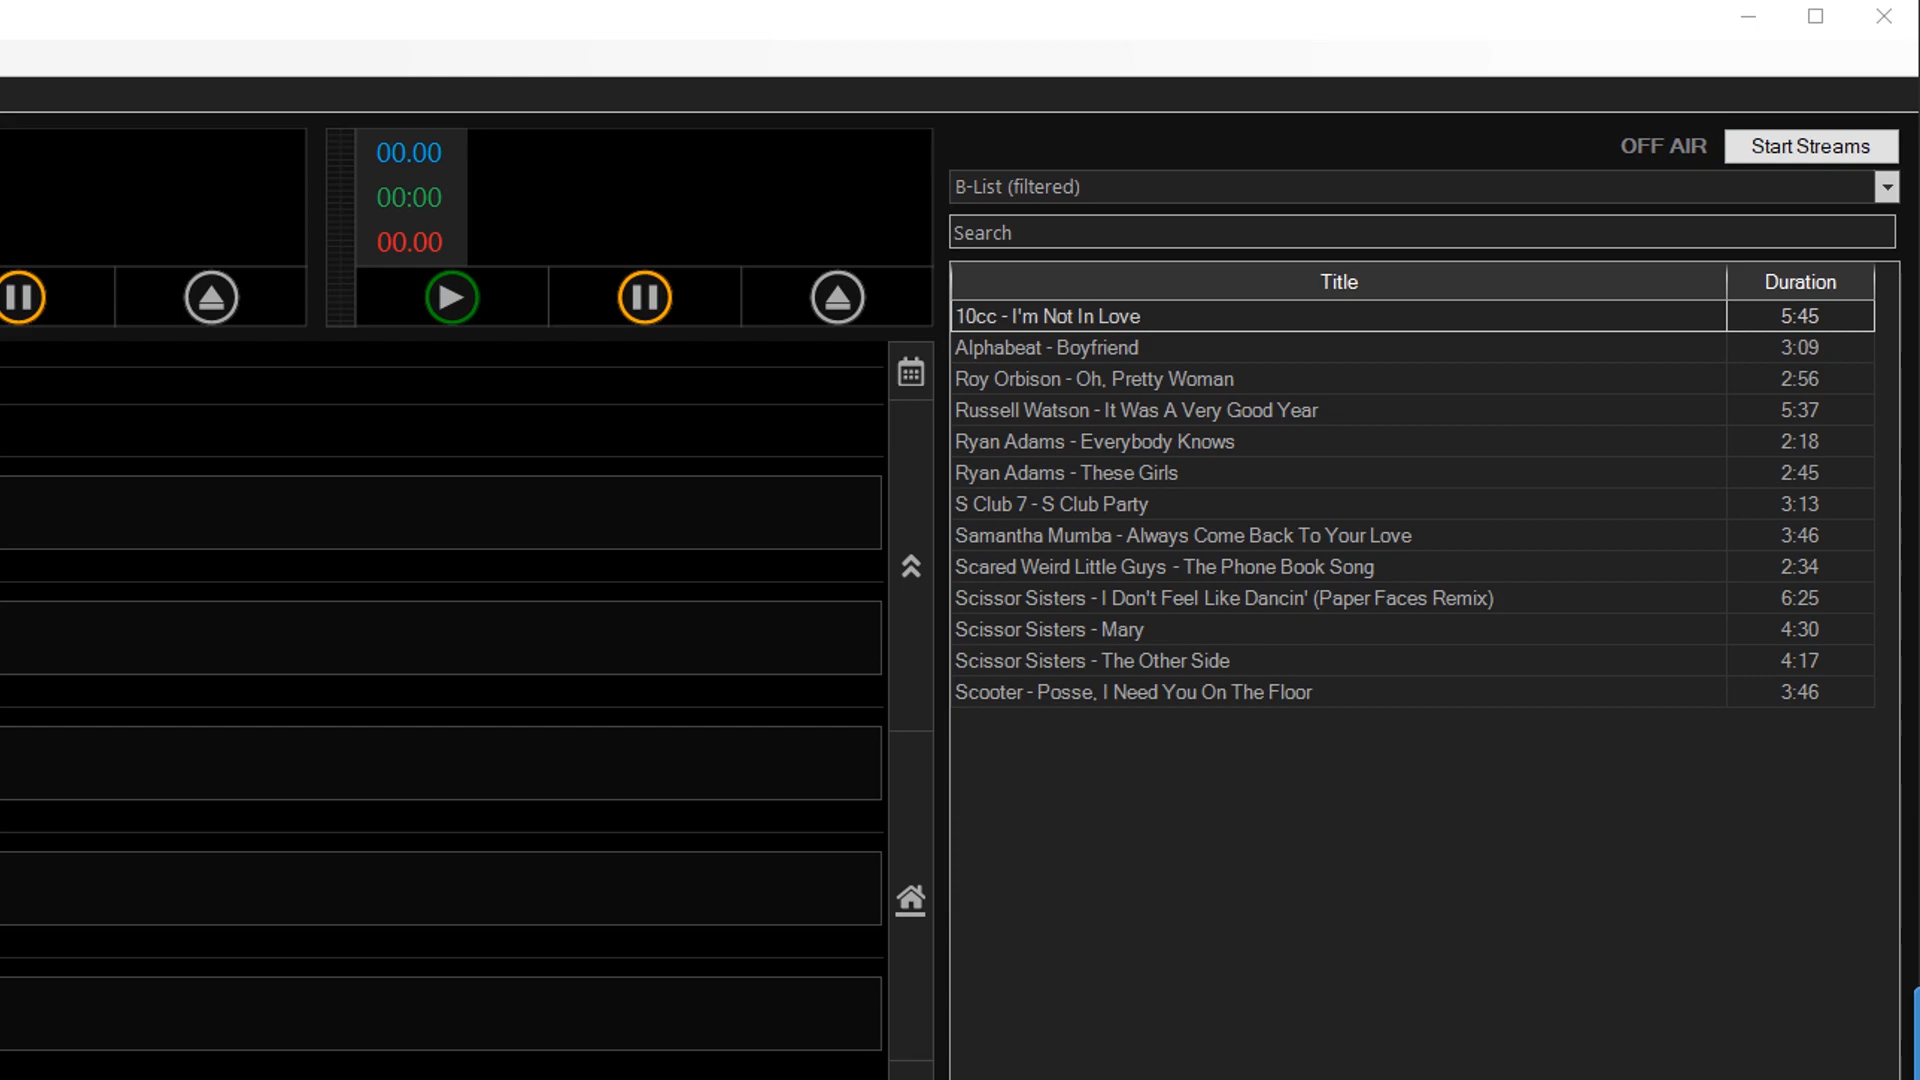 00.00
00:00
00.00
OFF AIR
Start Streams
B-List (filtered)
Search
Title Duration
10cc - I'm Not In Love 5:45
Alphabeat - Boyfriend 3:09
Roy Orbison - Oh, Pretty Woman 2:56
Russell Watson - It Was A Very Good Year 5:37
Ryan Adams - Everybody Knows 2:18
Ryan Adams - These Girls 2:45
S Club 7 - S Club Party 3:13
Samantha Mumba - Always Come Back To Your Love 3:46
Scared Weird Little Guys - The Phone Book Song 2:34
Scissor Sisters - I Don't Feel Like Dancin' (Paper Faces Remix) 6:25
Scissor Sisters - Mary 4:30
Scissor Sisters - The Other Side 4:17
Scooter - Posse, I Need You On The Floor 3:46